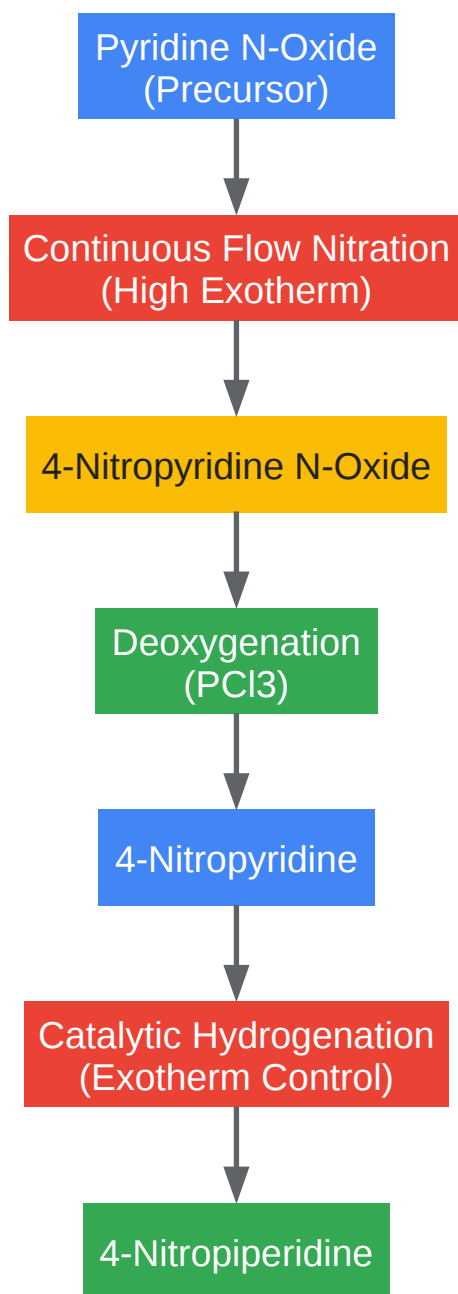 Pyridine N-Oxide
(Precursor)
Continuous Flow Nitration
(High Exotherm)
4-Nitropyridine N-Oxide
Deoxygenation
(PCl3)
4-Nitropyridine
Catalytic Hydrogenation
(Exotherm Control)
4-Nitropiperidine